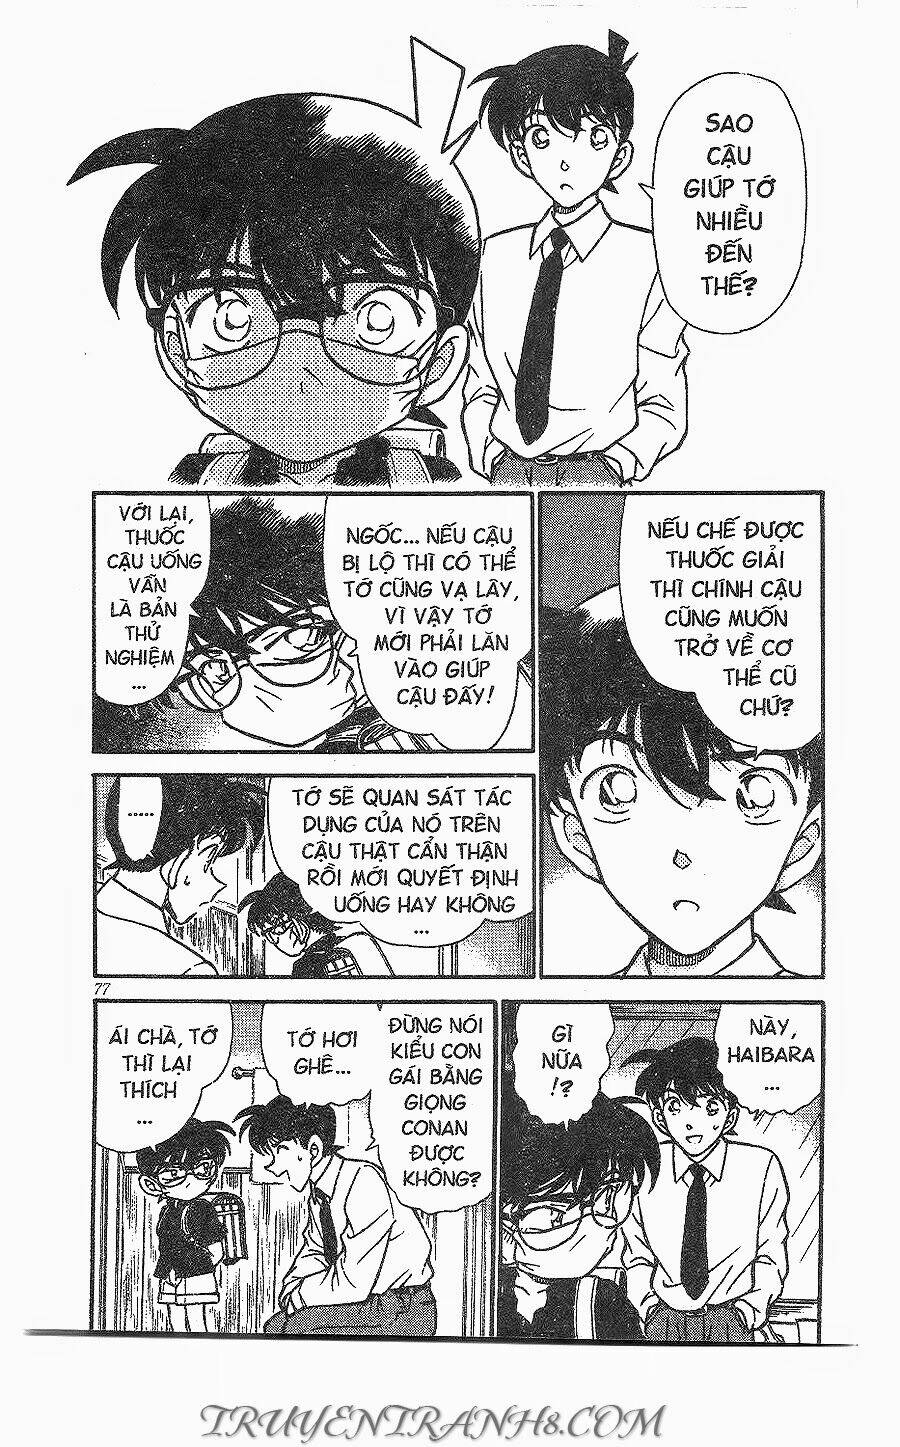 SAO
CẬU
GIÚP TỚ
NHIỀU
ĐẾN
THẾ?
NẾU CHẾ ĐƯỢC
THUỐC GIẢI
THÌ CHÍNH CẬU
CŨNG MUỐN
TRỞ VỀ CƠ
THỂ CŨ
CHỨ?
NGỐC... NẾU CẬU
BỊ LỘ THÌ CÓ THỂ
TỚ CŨNG VẠ LÂY,
VÌ VẬY TỚ
MỚI PHẢI LĂN
VÀO GIÚP
CẬU ĐẤY!
VỚI LẠI,
THUỐC
CẬU UỐNG
VẪN
LÀ BẢN
THỬ
NGHIỆM
...
TỚ SẼ QUAN SÁT TÁC
DỤNG CỦA NÓ TRÊN
CẬU THẬT CẨN THẬN
RỒI MỚI QUYẾT ĐỊNH
UỐNG HAY KHÔNG
...
.....
77
NÀY,
HAIBARA
...
GÌ
NỮA
!?
ĐỪNG NÓI
KIỂU CON
GÁI BẰNG
GIỌNG
CONAN
ĐƯỢC
KHÔNG?
TỚ HƠI
GHÊ...
ÁI CHÀ, TỚ
THÌ LẠI
THÍCH
...
TRUYENTRANH8.COM